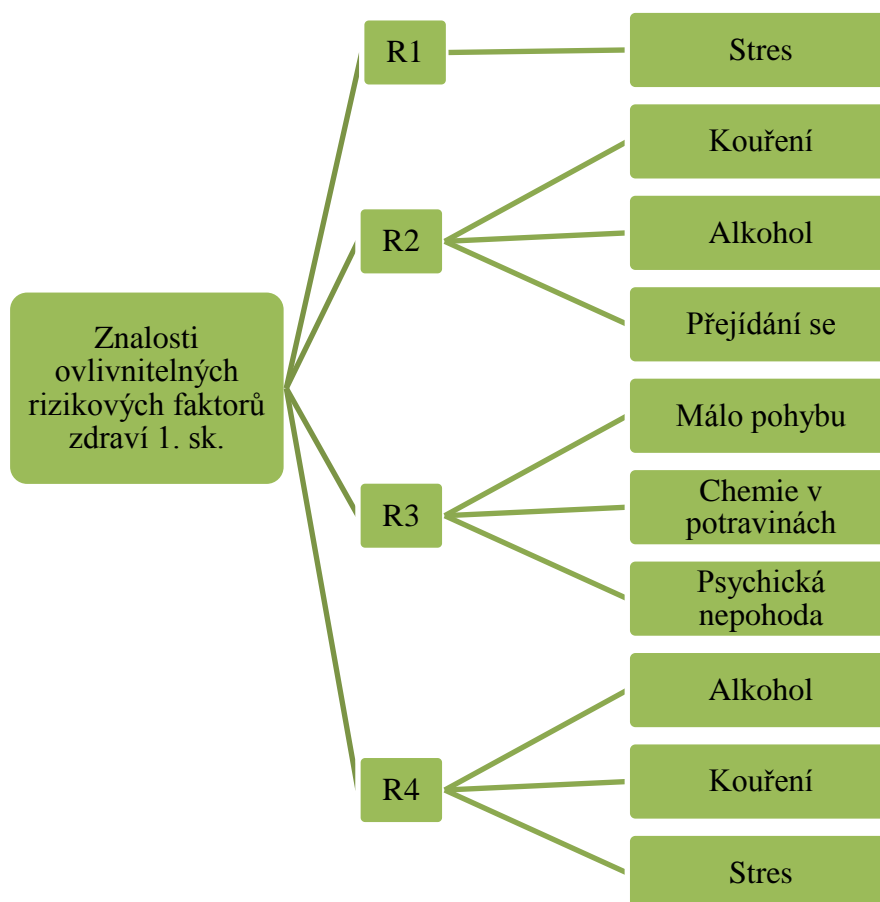 Znalosti
ovlivnitelných
rizikových faktorů
zdraví 1. sk.
R1
Stres
R2
Kouření
Alkohol
Přejídání se
R3
Málo pohybu
Chemie v
potravinách
Psychická
nepohoda
R4
Alkohol
Kouření
Stres